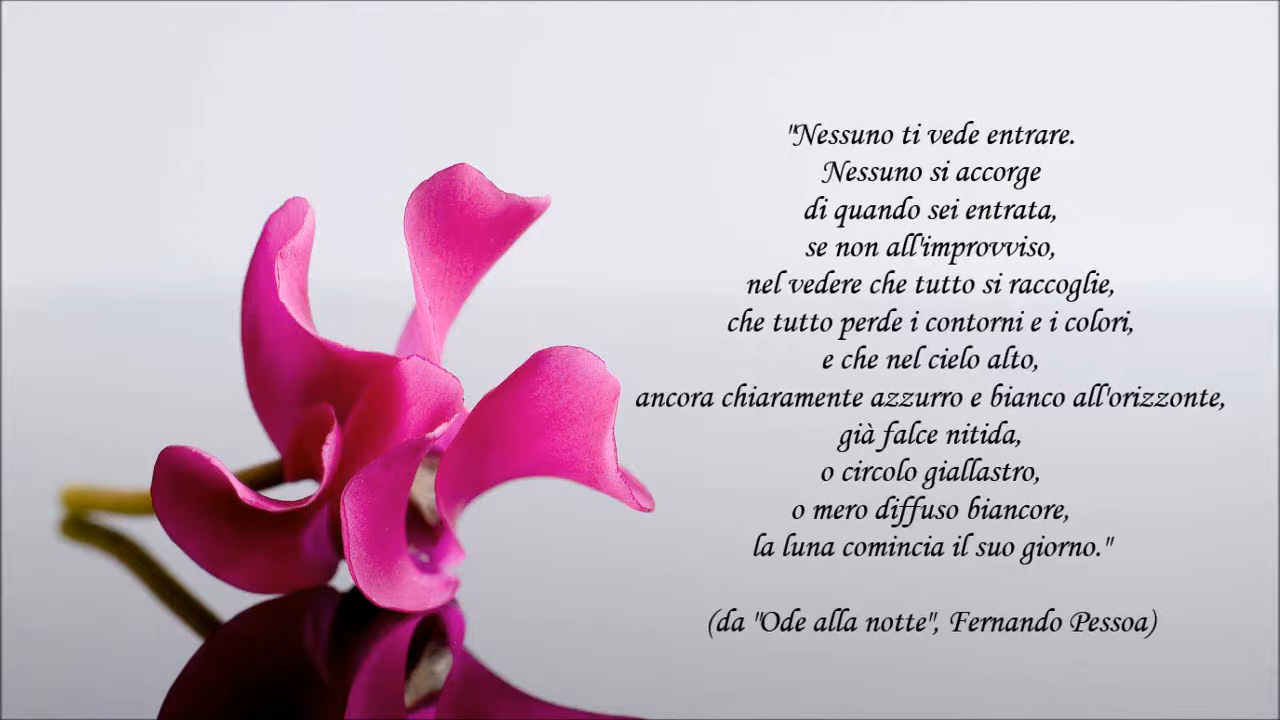 "Nessuno ti vede entrare.
Nessuno si accorge
di quando sei entrata,
se non all'improvviso,
nel vedere che tutto si raccoglie,
che tutto perde i contorni e i colori,
e che nel cielo alto,
ancora chiaramente azzurro e bianco all'orizzonte,
già falce nitida,
o circolo giallastro,
o mero diffuso biancore,
la luna comincia il suo giorno."
(da "Ode alla notte", Fernando Pessoa)